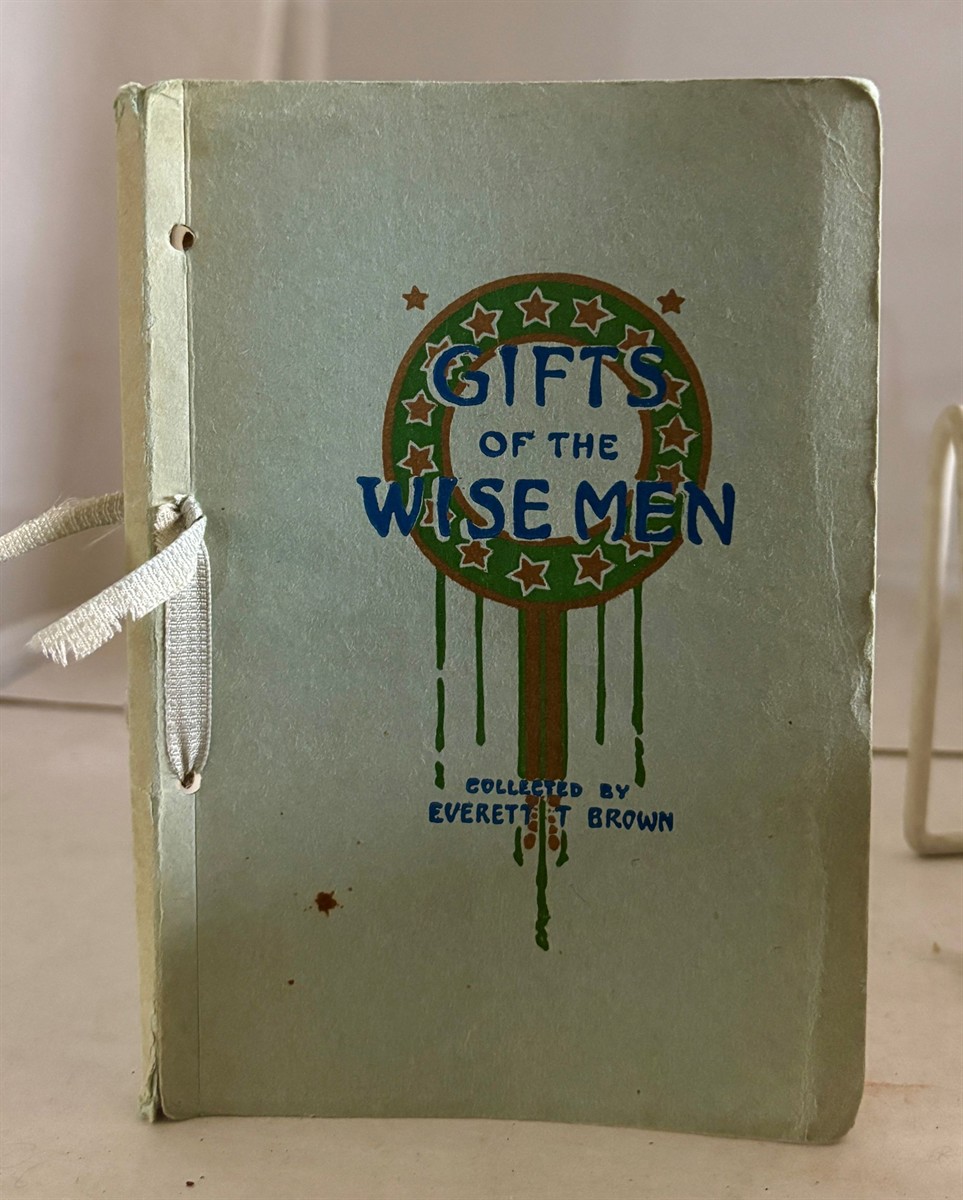 GIFTS
OF THE
WISE MEN
COLLECTED BY
EVERETT T BROWN